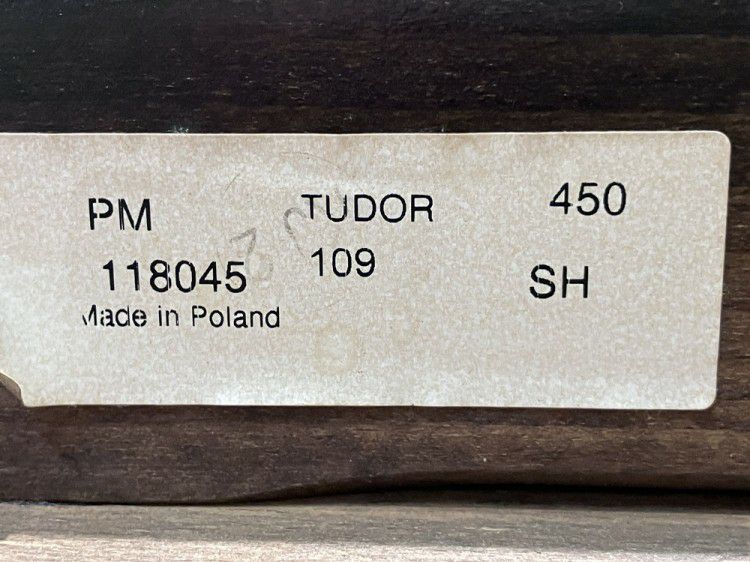 PM TUDOR 450
118045 109 SH
Made in Poland